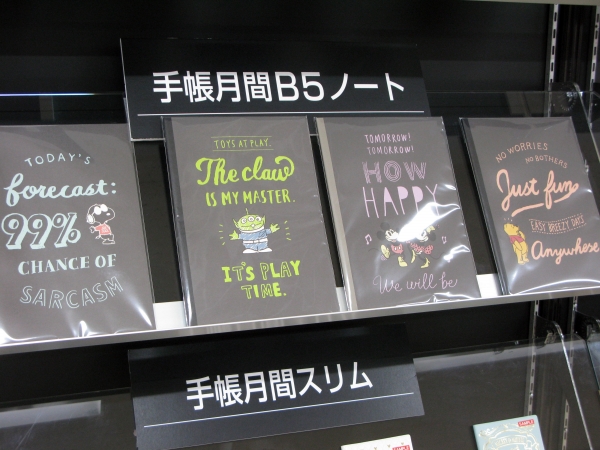 手帳月間B5ノート
TODAY'S
forecast:
99%
CHANCE OF
SARCASM
TOYS AT PLAY.
The claw
IS MY MASTER.
IT'S PLAY
TIME.
TOMORROW!
TOMORROW!
HOW
HAPPY
We will be
NO WORRIES
NO BOTHERS
Just fun
EASY BREEZY DAYS
Anywhere
手帳月間スリム
SAMPLE
SAMPLE